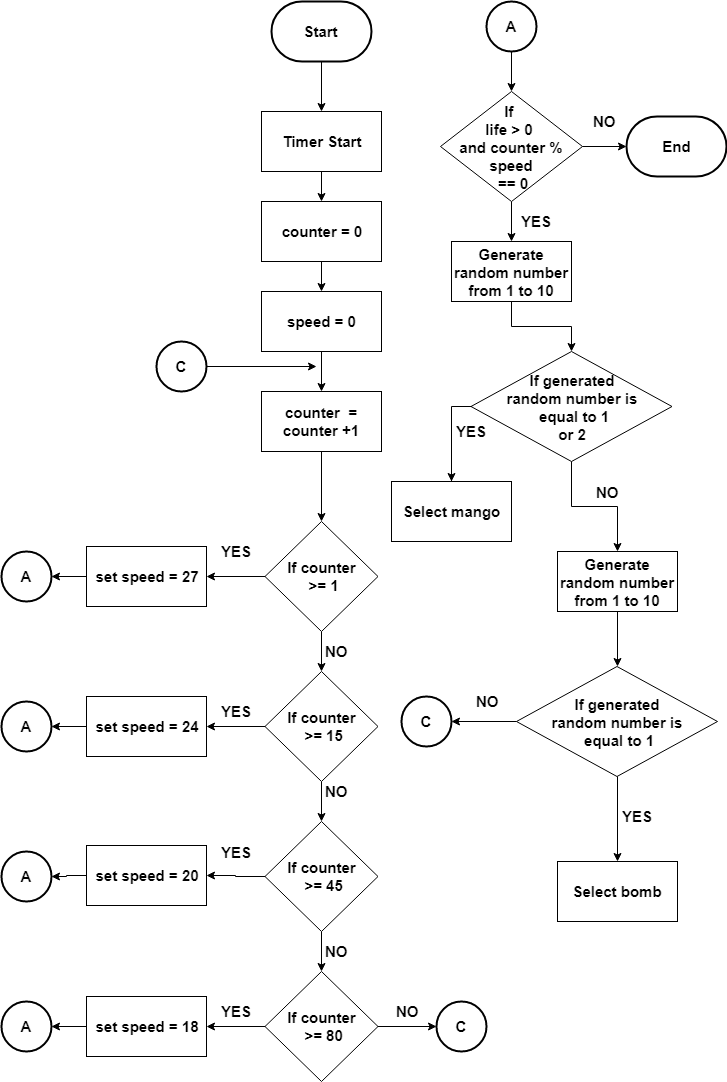 Start
Timer Start
counter = 0
speed = 0
C
counter  =
counter +1
If counter
>= 1
YES
set speed = 27
A
NO
If counter
>= 15
YES
set speed = 24
A
NO
If counter
>= 45
YES
set speed = 20
A
NO
If counter
>= 80
YES
set speed = 18
A
NO
C
A
If
life > 0
and counter %
speed
== 0
NO
End
YES
Generate
random number
from 1 to 10
If generated
random number is
equal to 1
or 2
YES
Select mango
NO
Generate
random number
from 1 to 10
If generated
random number is
equal to 1
NO
C
YES
Select bomb